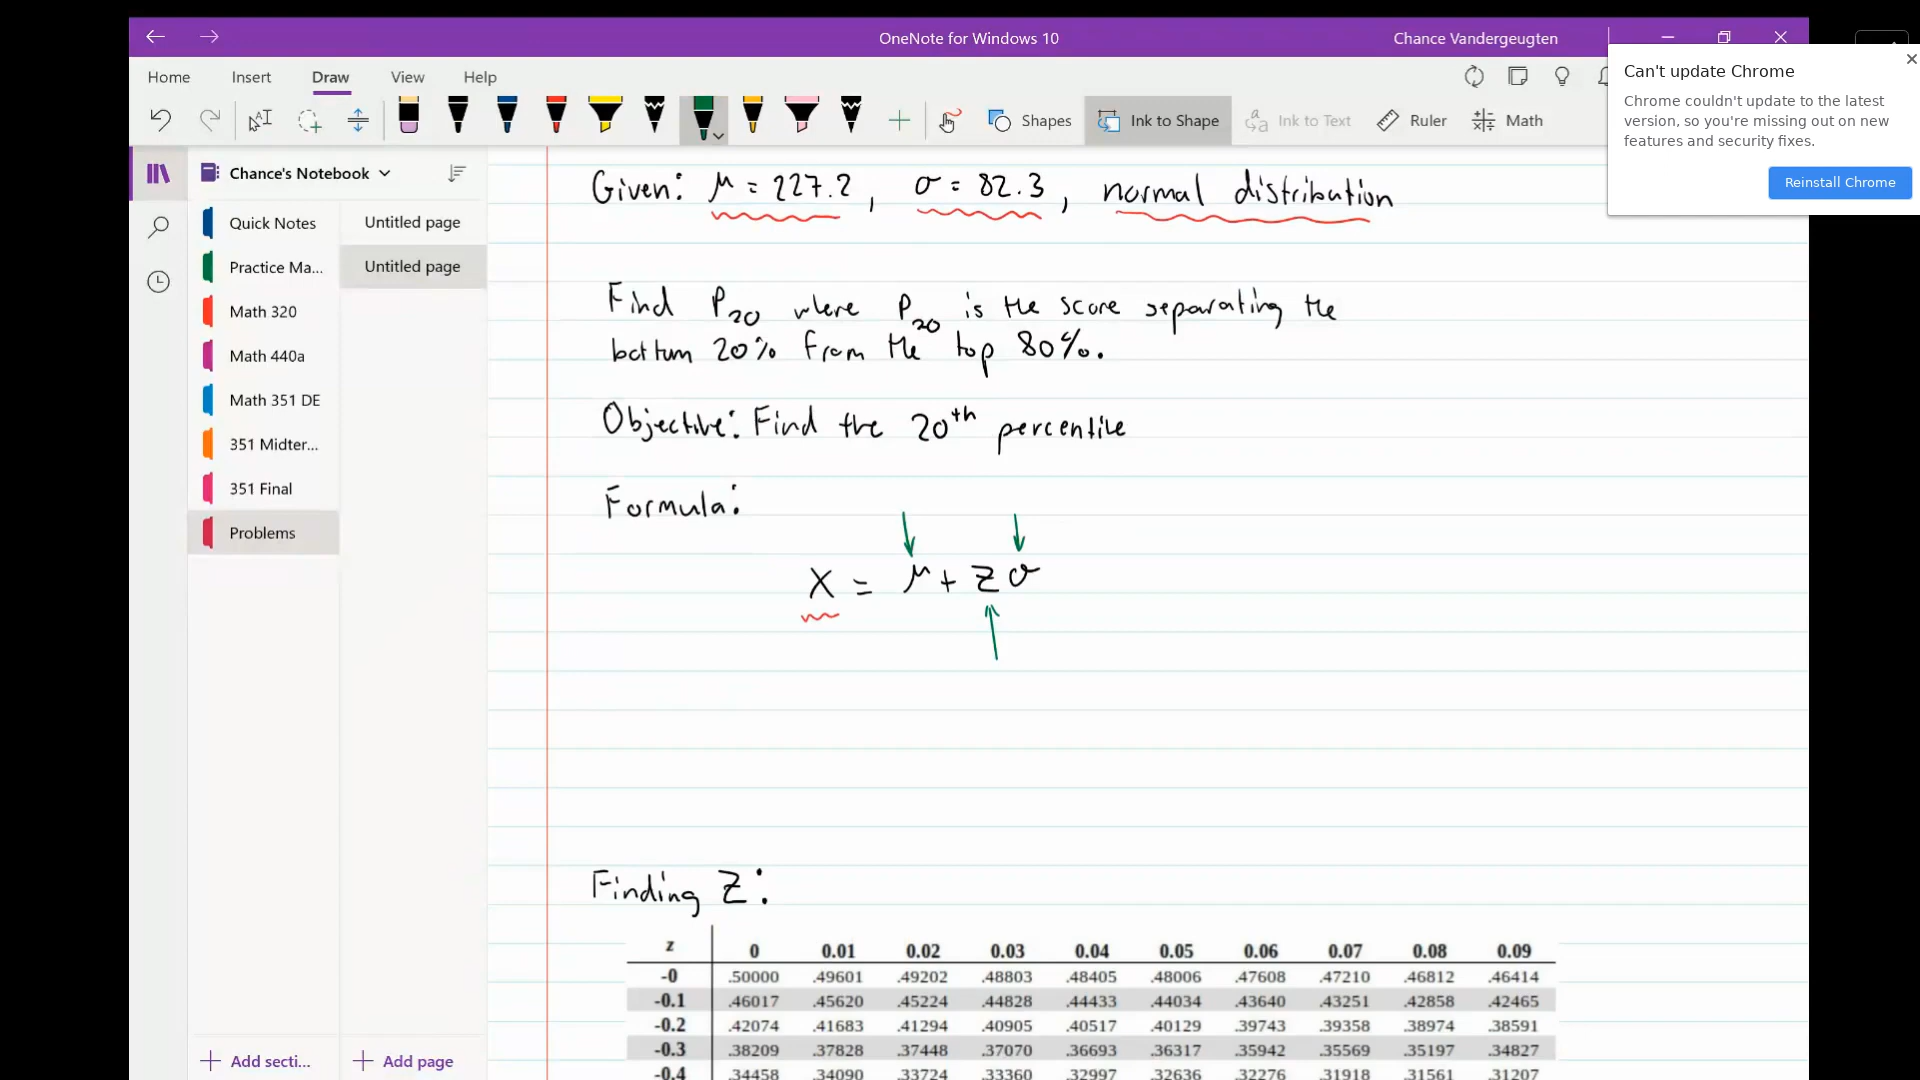 OneNote for Windows 10
Chance Vandergeugten
Can't update Chrome
Chrome couldn't update to the latest
version, so you're missing out on new
features and security fixes.
Reinstall Chrome
Home Insert Draw View Help
Shapes Ink to Shape Ink to Text Ruler Math
Chance's Notebook
Quick Notes
Practice Ma...
Math 320
Math 440a
Math 351 DE
351 Midter...
351 Final
Problems
Add secti...
Untitled page
Untitled page
Add page
Given: μ = 227.2, σ = 82.3, normal distribution
Find P20 where P20 is the score separating the
bottom 20% from the top 80%.
Objective: Find the 20th percentile
Formula:
X = μ + Zσ
Finding Z:
z 0 0.01 0.02 0.03 0.04 0.05 0.06 0.07 0.08 0.09
-0 .50000 .49601 .49202 .48803 .48405 .48006 .47608 .47210 .46812 .46414
-0.1 .46017 .45620 .45224 .44828 .44433 .44034 .43640 .43251 .42858 .42465
-0.2 .42074 .41683 .41294 .40905 .40517 .40129 .39743 .39358 .38974 .38591
-0.3 .38209 .37828 .37448 .37070 .36693 .36317 .35942 .35569 .35197 .34827
-0.4 .34458 .34090 .33724 .33360 .32997 .32636 .32276 .31918 .31561 .31207